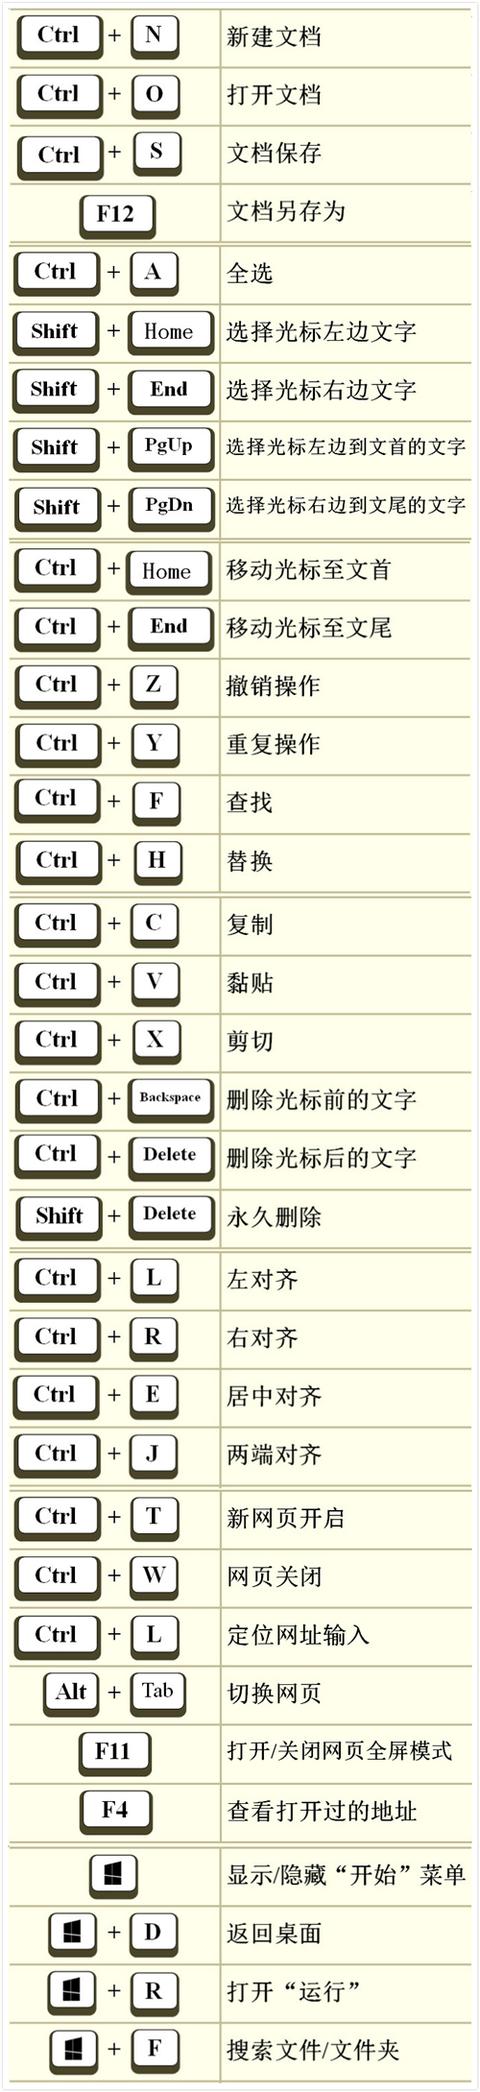 Ctrl + N 新建文档
Ctrl + O 打开文档
Ctrl + S 文档保存
F12 文档另存为
Ctrl + A 全选
Shift + Home 选择光标左边文字
Shift + End 选择光标右边文字
Shift + PgUp 选择光标左边到文首的文字
Shift + PgDn 选择光标右边到文尾的文字
Ctrl + Home 移动光标至文首
Ctrl + End 移动光标至文尾
Ctrl + Z 撤销操作
Ctrl + Y 重复操作
Ctrl + F 查找
Ctrl + H 替换
Ctrl + C 复制
Ctrl + V 黏贴
Ctrl + X 剪切
Ctrl + Backspace 删除光标前的文字
Ctrl + Delete 删除光标后的文字
Shift + Delete 永久删除
Ctrl + L 左对齐
Ctrl + R 右对齐
Ctrl + E 居中对齐
Ctrl + J 两端对齐
Ctrl + T 新网页开启
Ctrl + W 网页关闭
Ctrl + L 定位网址输入
Alt + Tab 切换网页
F11 打开/关闭网页全屏模式
F4 查看打开过的地址
显示/隐藏“开始”菜单
+ D 返回桌面
+ R 打开“运行”
+ F 搜索文件/文件夹